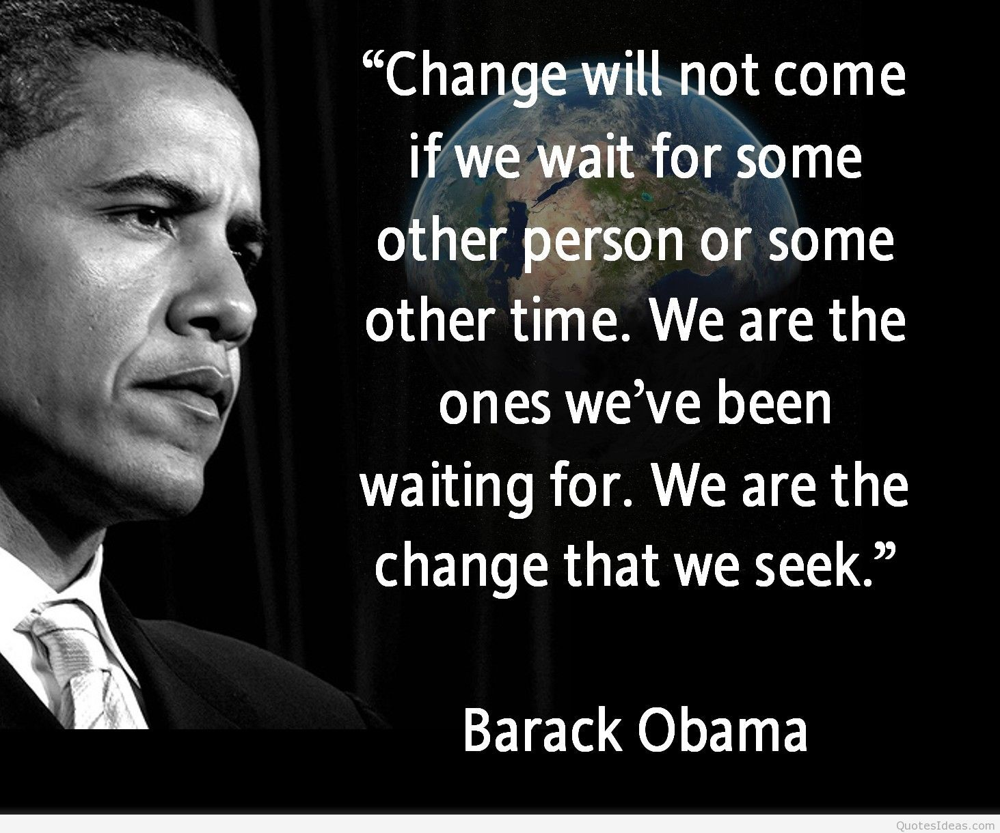 “Change will not come
if we wait for some
other person or some
other time. We are the
ones we’ve been
waiting for. We are the
change that we seek.”
Barack Obama
QuotesIdeas.com